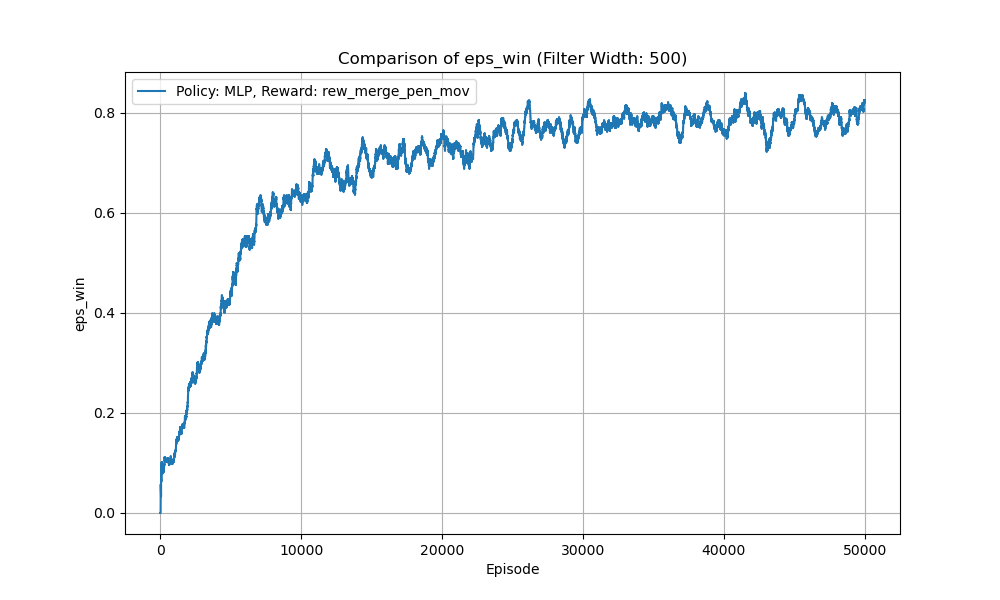 Comparison of eps_win (Filter Width: 500)
Policy: MLP, Reward: rew_merge_pen_mov
0.8
0.6
0.4
0.2
0.0
eps_win
0 10000 20000 30000 40000 50000
Episode